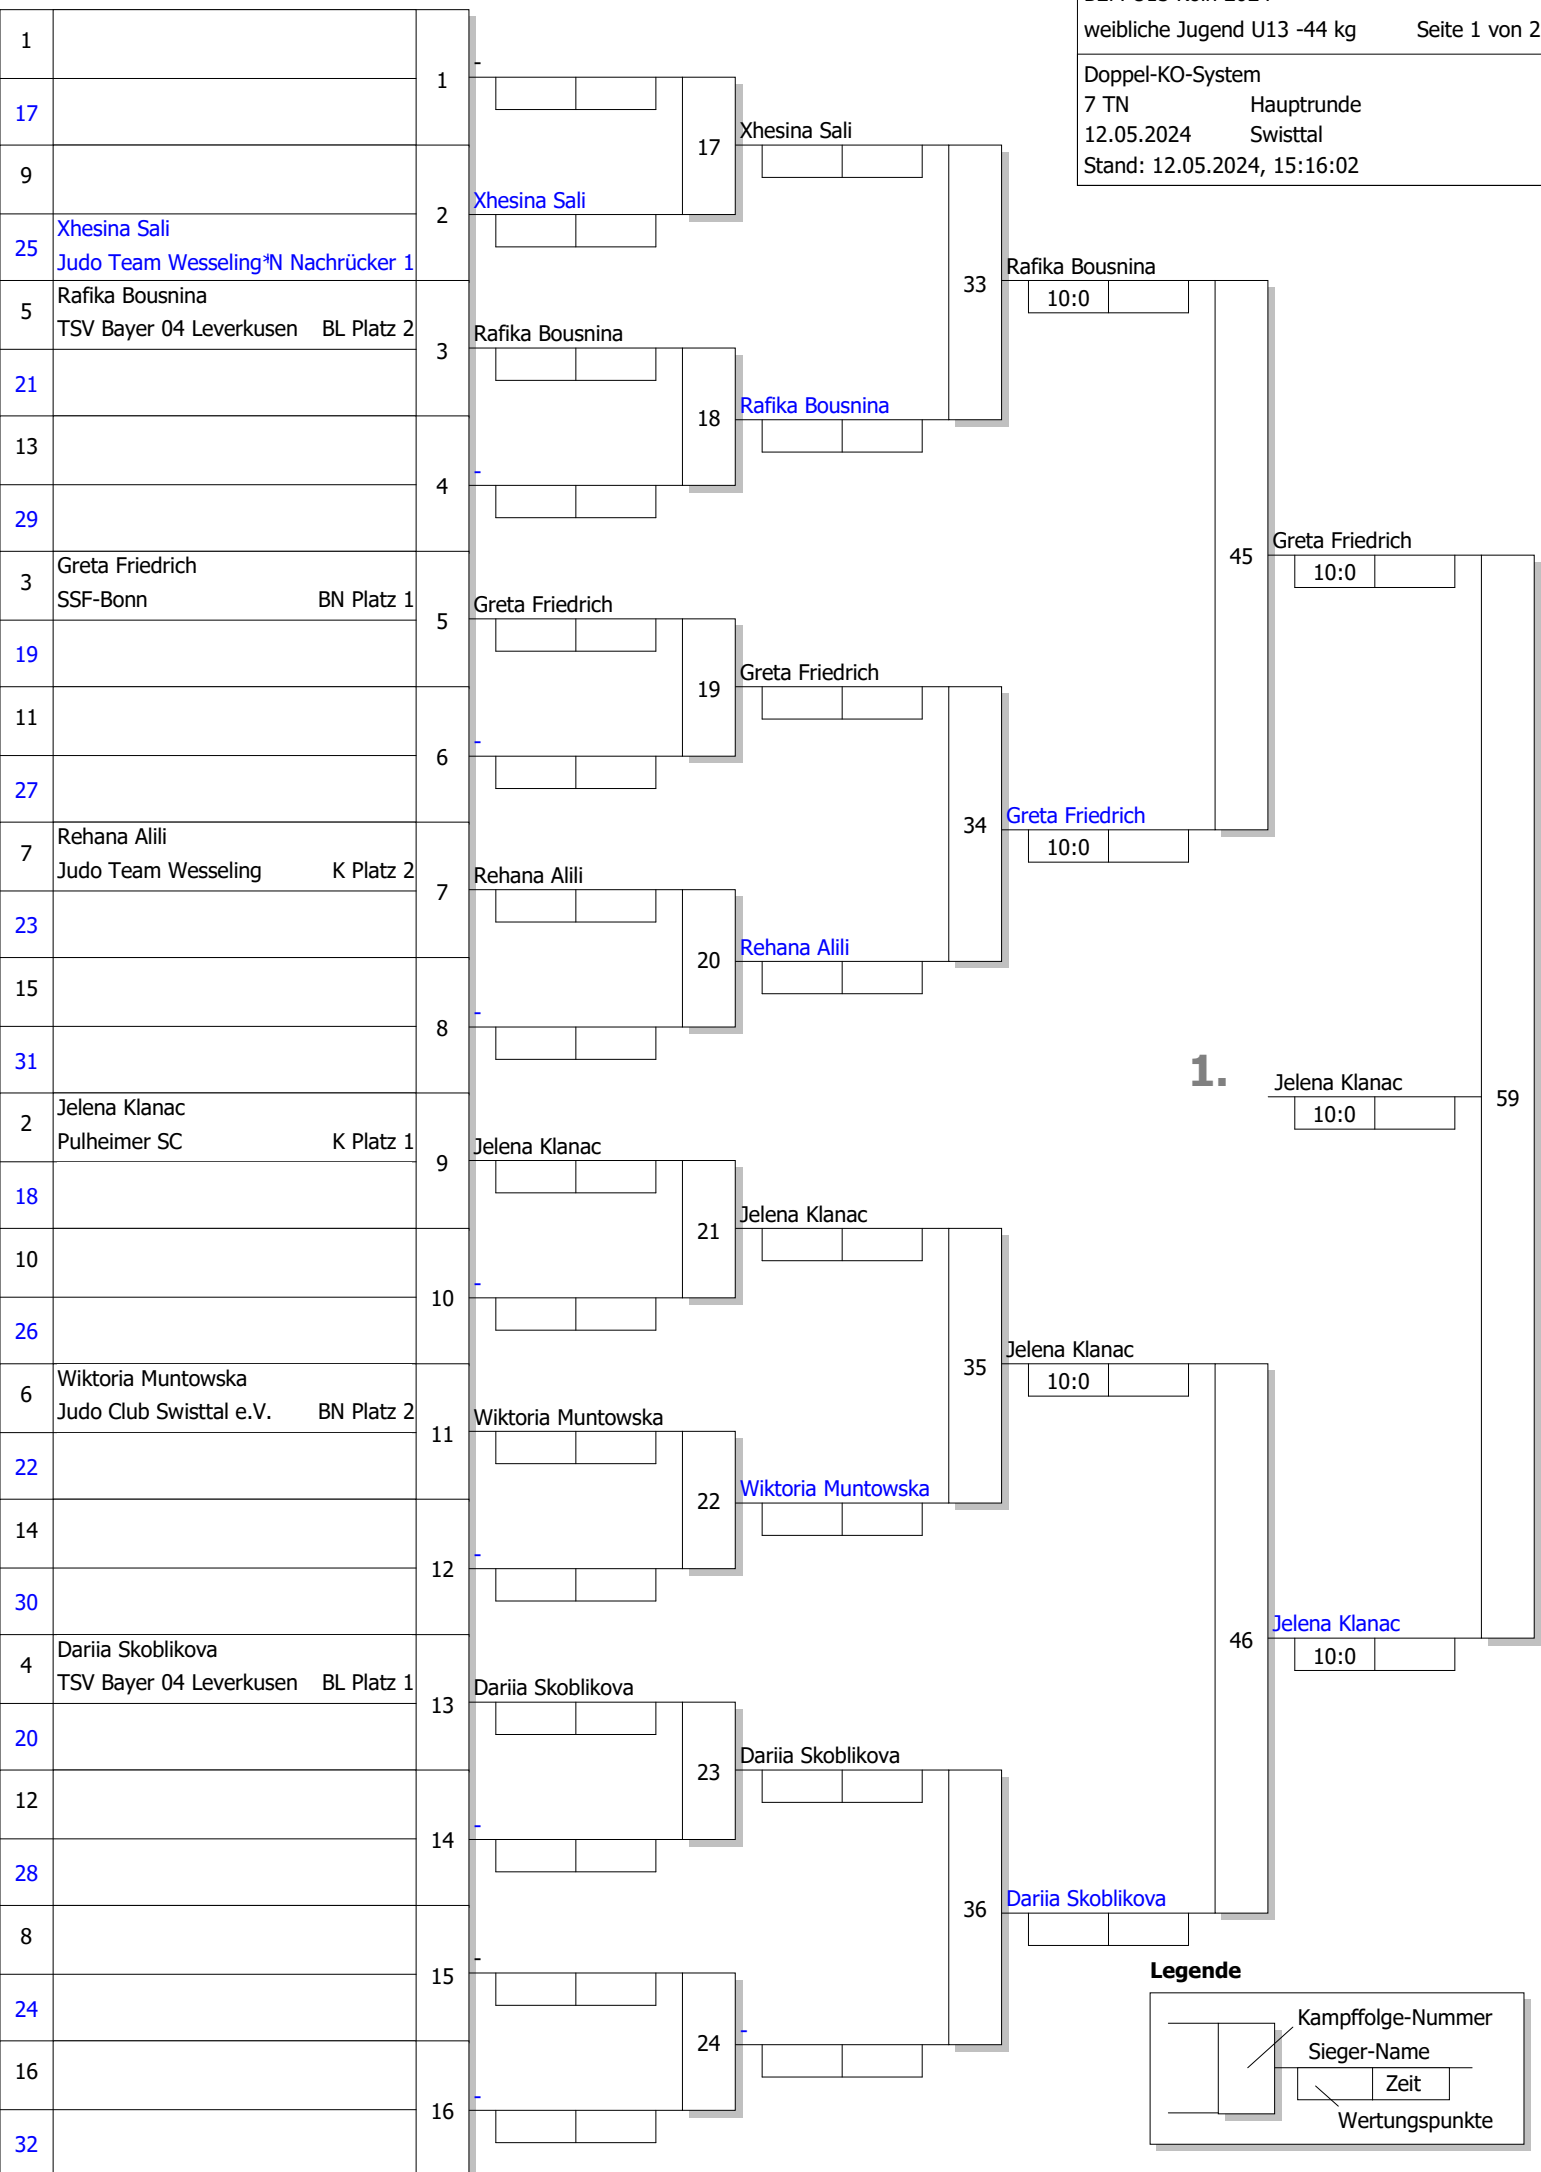 weibliche Jugend U13 -44 kg Seite 1 von 2
Doppel-KO-System
7 TN Hauptrunde
12.05.2024 Swisttal
Stand: 12.05.2024, 15:16:02
1
17
9
25 Xhesina Sali
Judo Team Wesseling*N Nachrücker 1
5 Rafika Bousnina
TSV Bayer 04 Leverkusen BL Platz 2
21
13
29
3 Greta Friedrich
SSF-Bonn BN Platz 1
19
11
27
7 Rehana Alili
Judo Team Wesseling K Platz 2
23
15
31
2 Jelena Klanac
Pulheimer SC K Platz 1
18
10
26
6 Wiktoria Muntowska
Judo Club Swisttal e.V. BN Platz 2
22
14
30
4 Dariia Skoblikova
TSV Bayer 04 Leverkusen BL Platz 1
20
12
28
8
24
16
32
1
-
2
Xhesina Sali
3
Rafika Bousnina
4
-
5
Greta Friedrich
6
-
7
Rehana Alili
8
-
9
Jelena Klanac
10
-
11
Wiktoria Muntowska
12
-
13
Dariia Skoblikova
14
-
15
-
16
-
17
Xhesina Sali
18
Rafika Bousnina
19
Greta Friedrich
20
Rehana Alili
21
Jelena Klanac
22
Wiktoria Muntowska
23
Dariia Skoblikova
24
-
33
Rafika Bousnina
10:0
34
Greta Friedrich
10:0
35
Jelena Klanac
10:0
36
Dariia Skoblikova
45
Greta Friedrich
10:0
46
Jelena Klanac
10:0
59
1.
Jelena Klanac
10:0
Legende
Kampffolge-Nummer
Sieger-Name
Zeit
Wertungspunkte